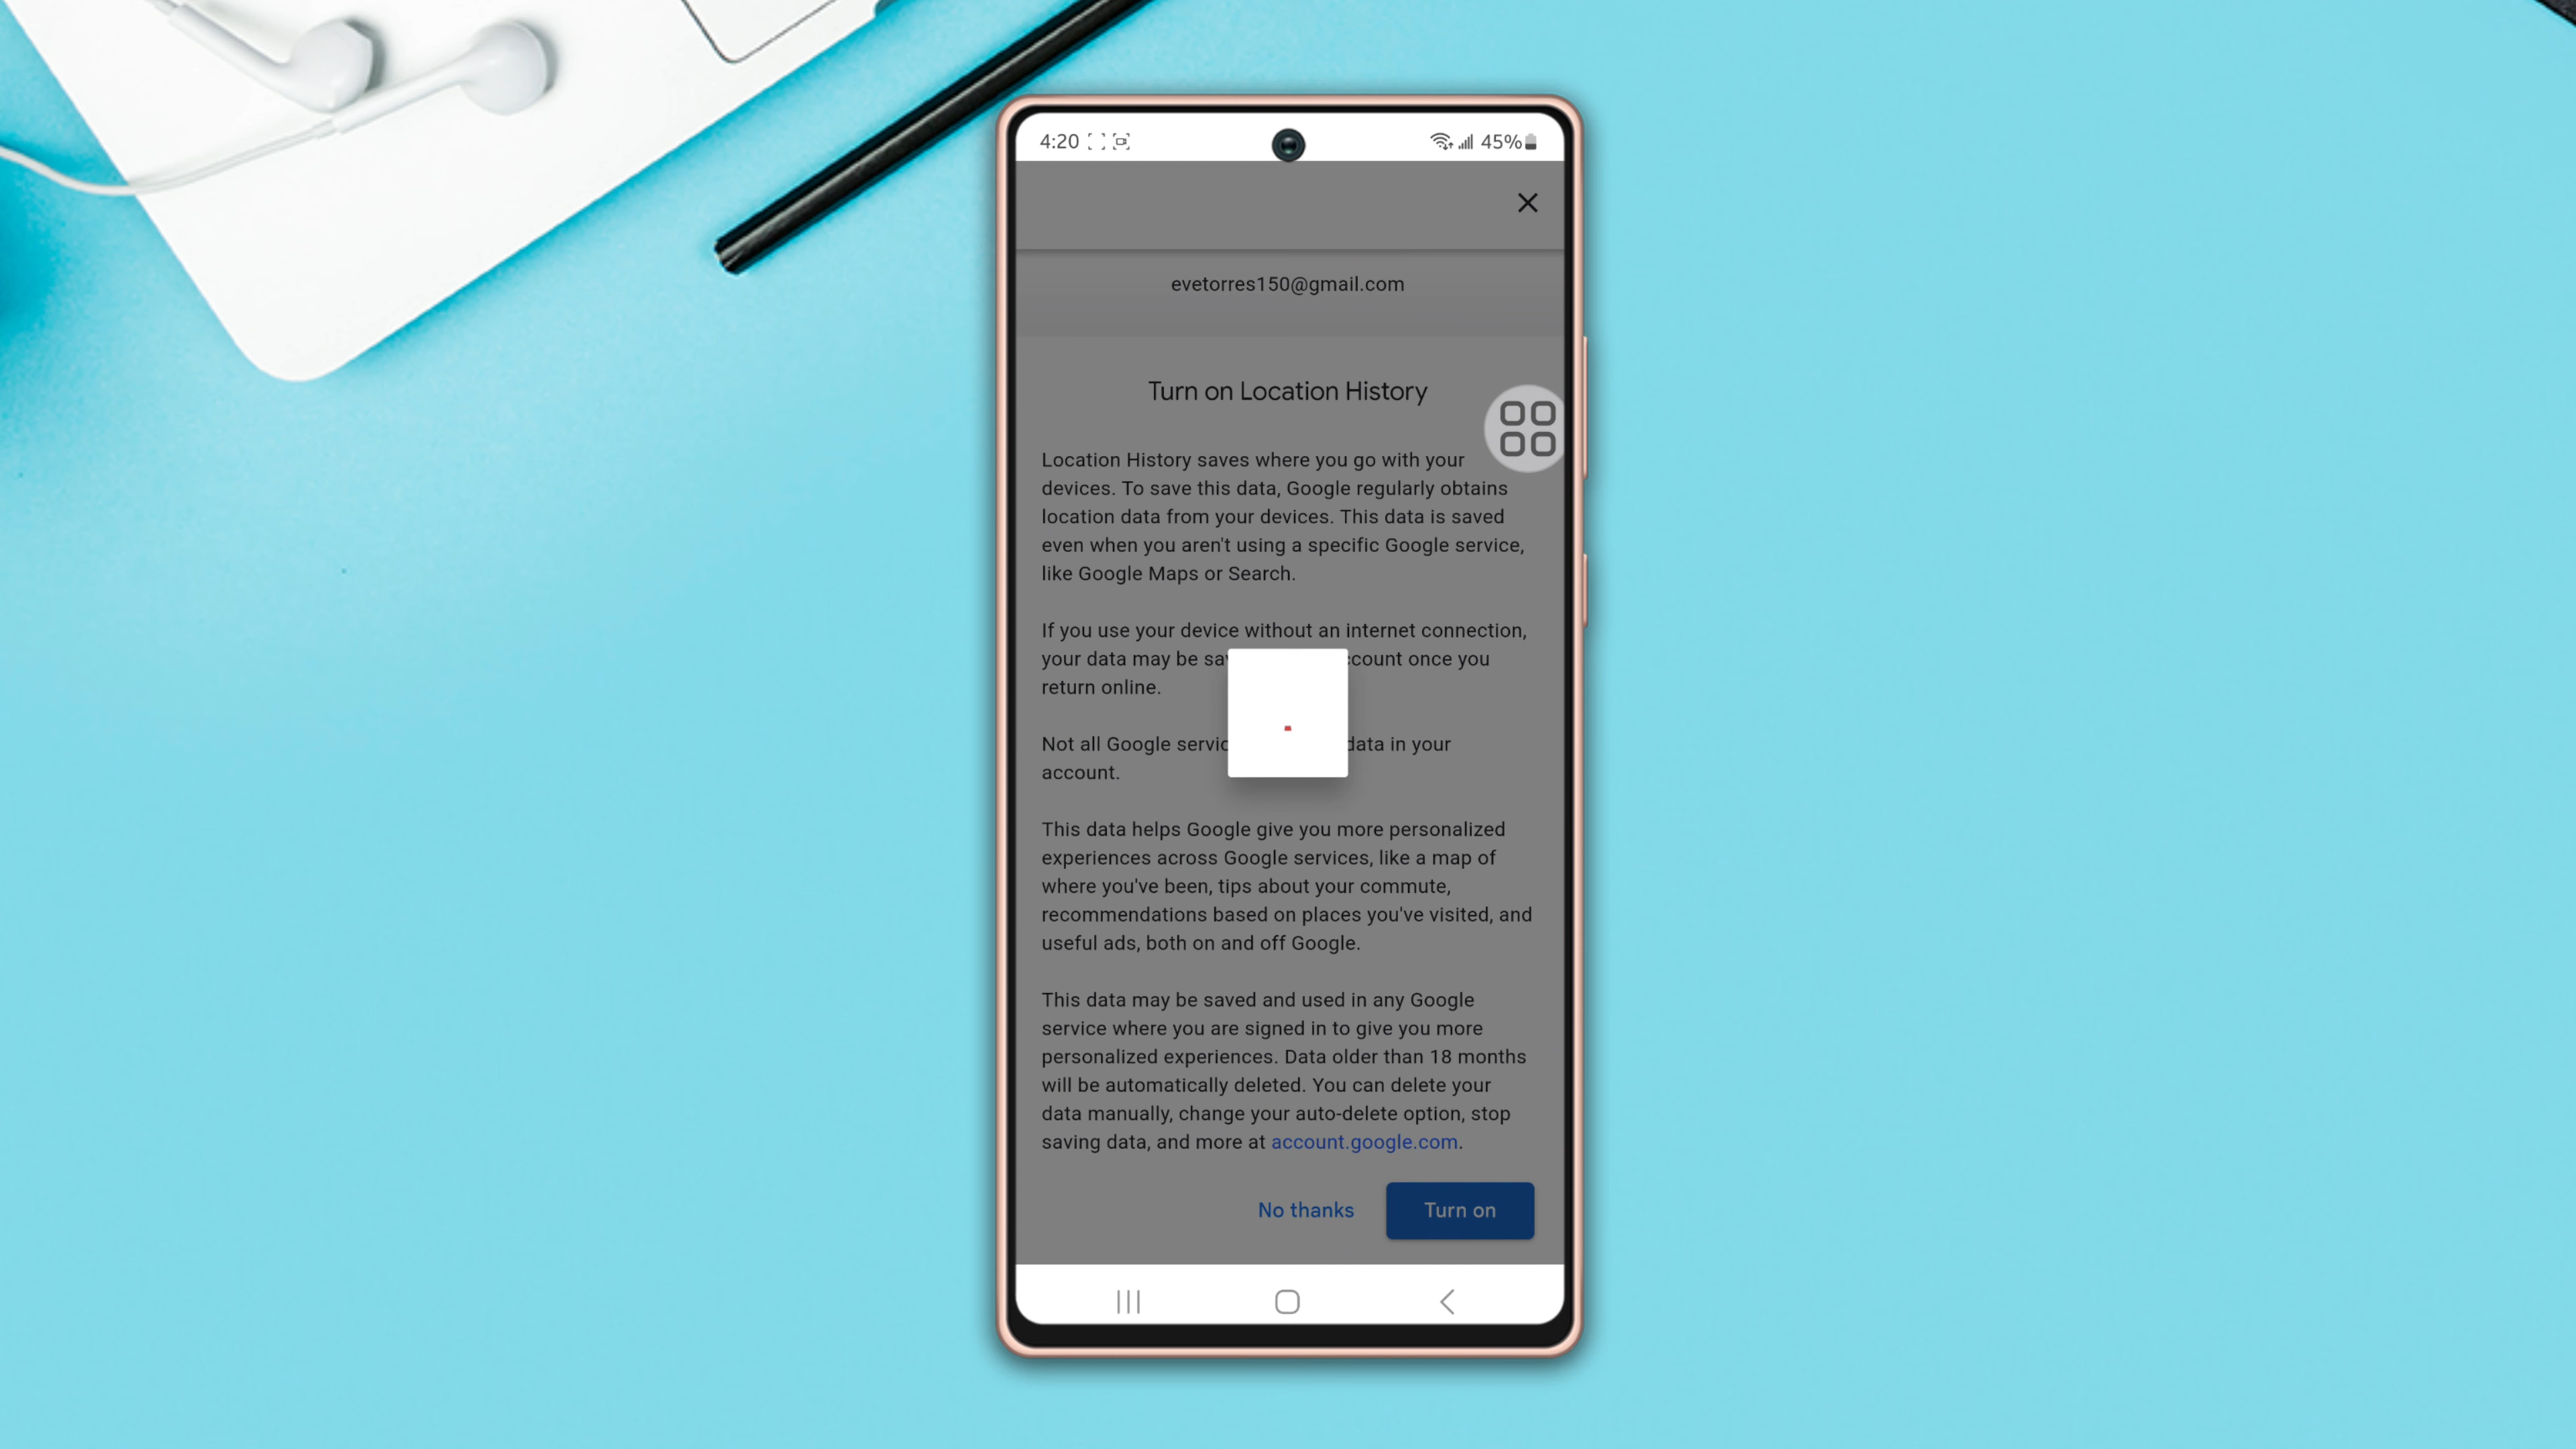 4:20 45%
evetorres150@gmail.com
Turn on Location History
Location History saves where you go with your
devices. To save this data, Google regularly obtains
location data from your devices. This data is saved
even when you aren't using a specific Google service,
like Google Maps or Search.
If you use your device without an internet connection,
your data may be count once you
return online.
Not all Google data in your
account.
This data helps Google give you more personalized
experiences across Google services, like a map of
where you've been, tips about your commute,
recommendations based on places you've visited, and
useful ads, both on and off Google.
This data may be saved and used in any Google
service where you are signed in to give you more
personalized experiences. Data older than 18 months
will be automatically deleted. You can delete your
data manually, change your auto-delete option, stop
saving data, and more at account.google.com.
No thanks Turn on